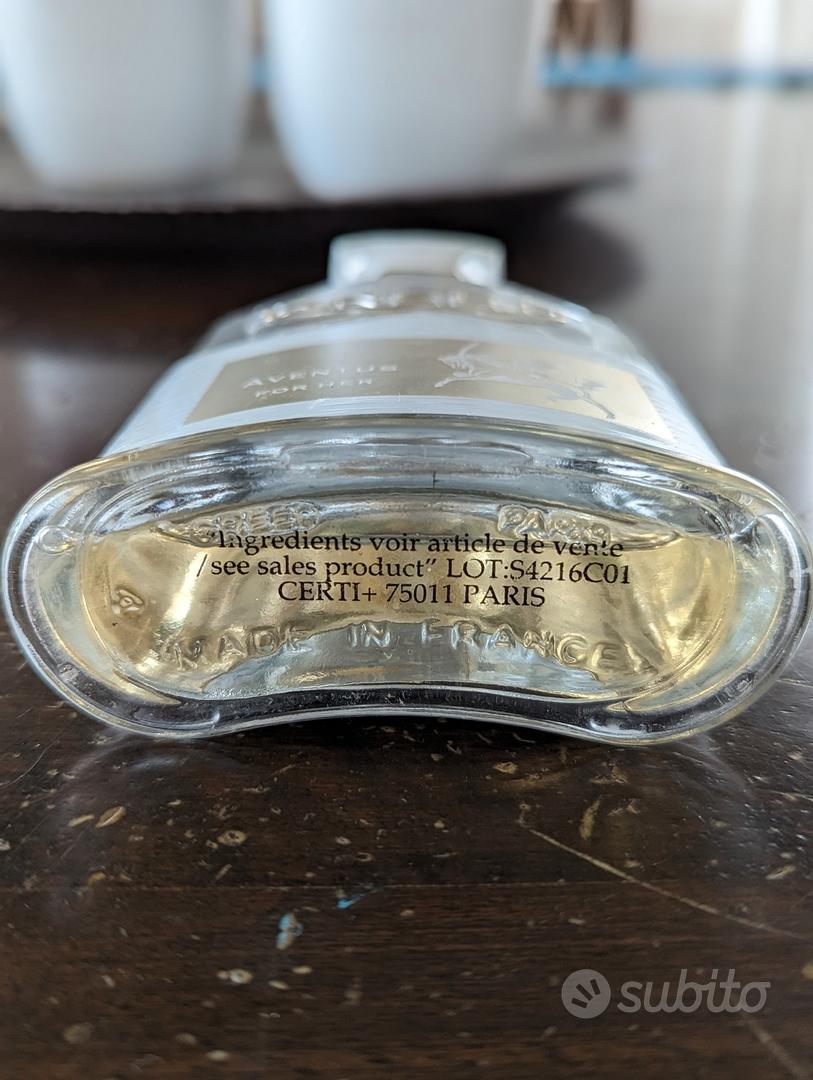 AVENTUS
FOR HER
CREED PARIS
"Ingredients voir article de vente
/ see sales product" LOT:S4216C01
CERTI+ 75011 PARIS
MADE IN FRANCE
subito